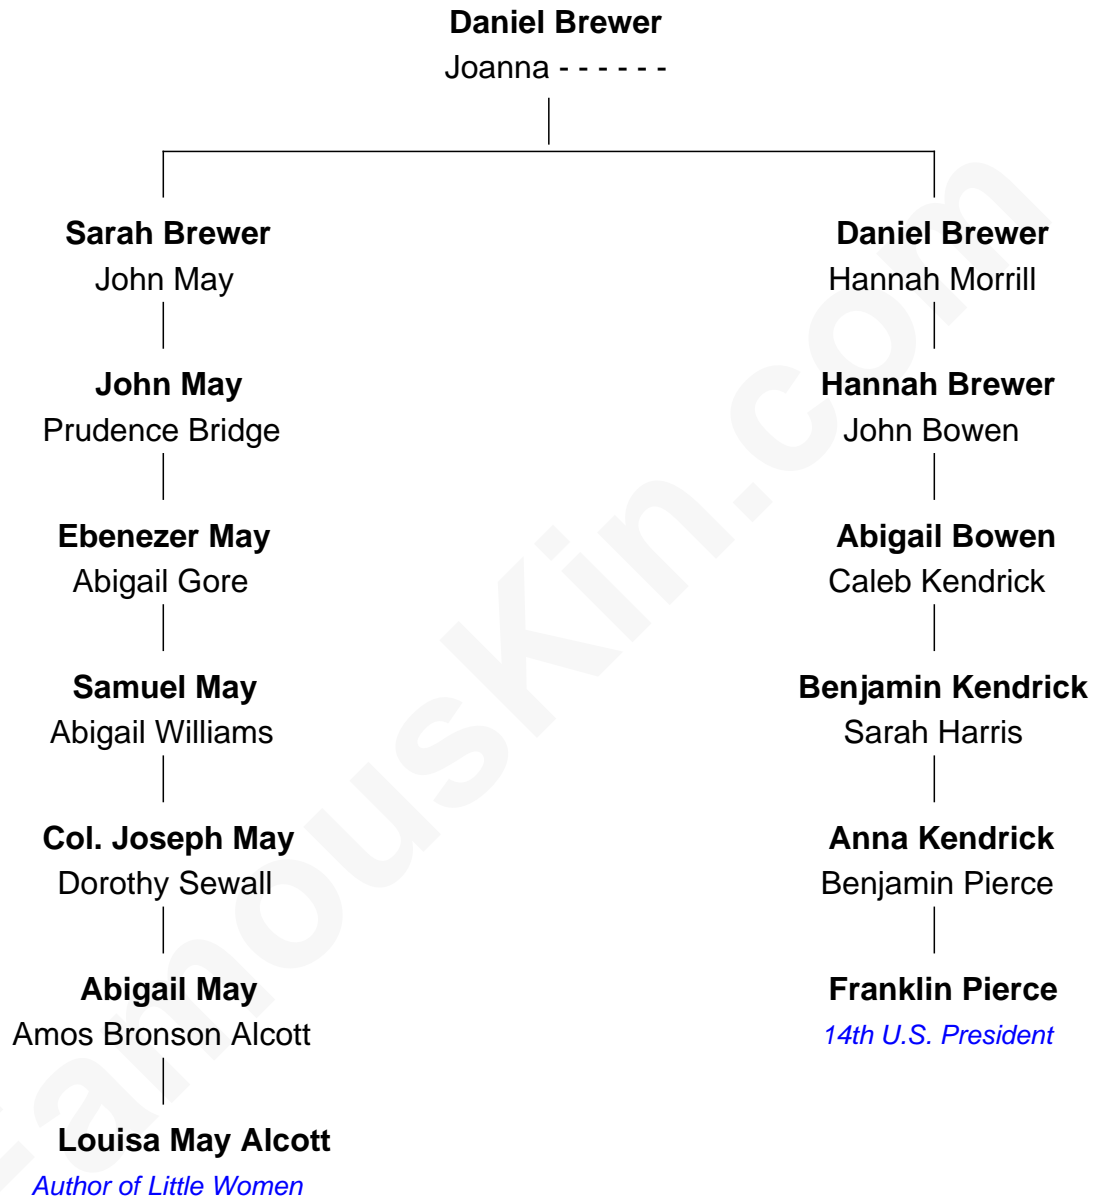 Daniel Brewer
Joanna - - - - - -
Sarah Brewer
John May
John May
Prudence Bridge
Ebenezer May
Abigail Gore
Samuel May
Abigail Williams
Col. Joseph May
Dorothy Sewall
Abigail May
Amos Bronson Alcott
Louisa May Alcott
Author of Little Women
Daniel Brewer
Hannah Morrill
Hannah Brewer
John Bowen
Abigail Bowen
Caleb Kendrick
Benjamin Kendrick
Sarah Harris
Anna Kendrick
Benjamin Pierce
Franklin Pierce
14th U.S. President
FamousKin.com